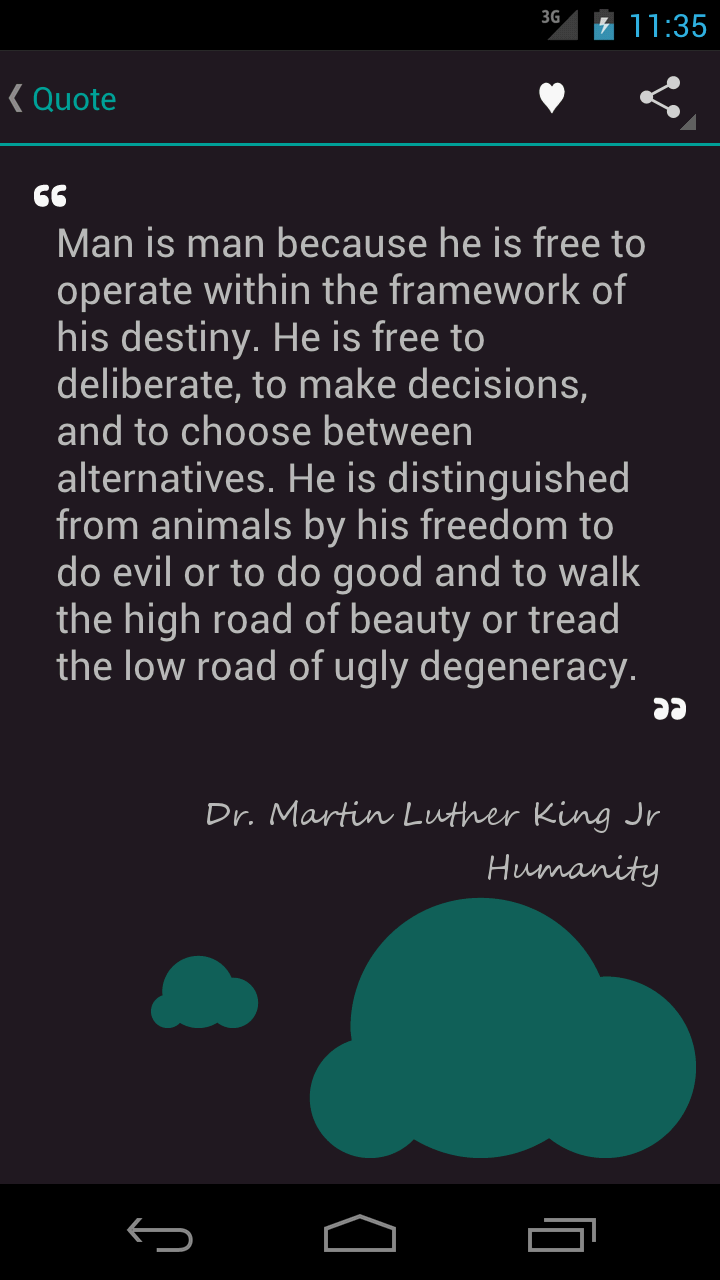 3G 11:35
Quote
“
Man is man because he is free to
operate within the framework of
his destiny. He is free to
deliberate, to make decisions,
and to choose between
alternatives. He is distinguished
from animals by his freedom to
do evil or to do good and to walk
the high road of beauty or tread
the low road of ugly degeneracy.
”
Dr. Martin Luther King Jr
Humanity